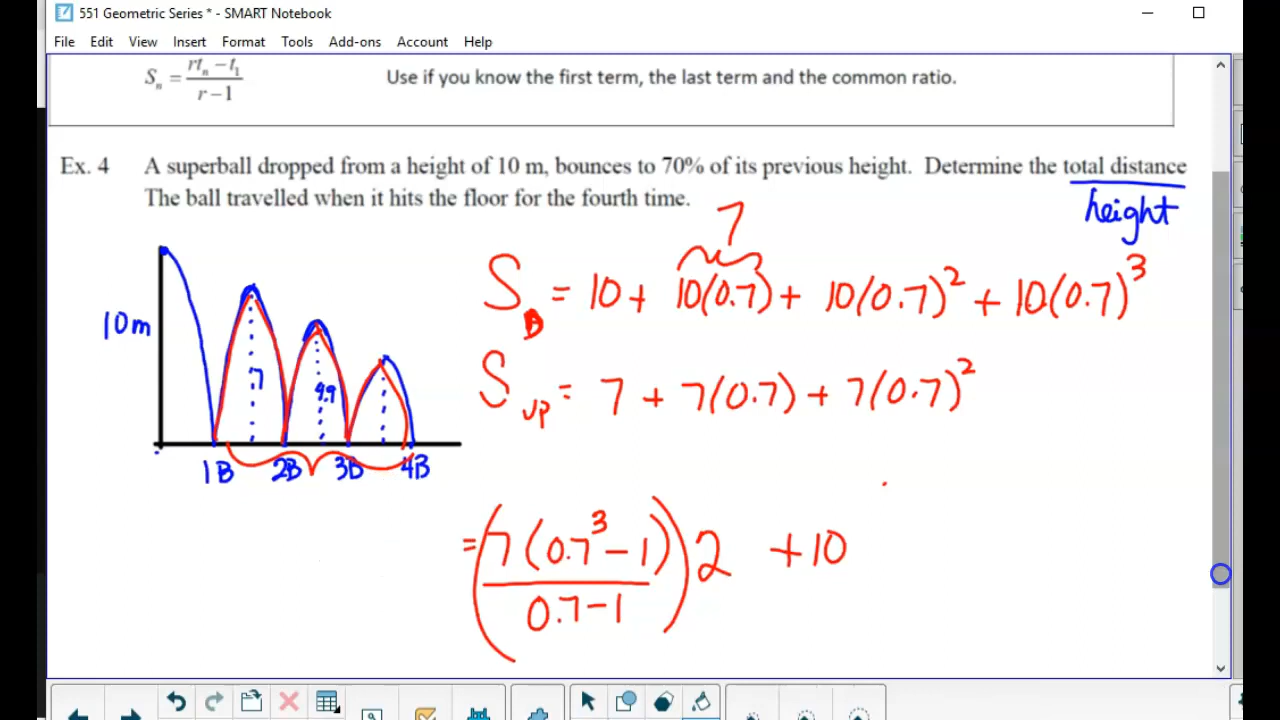 551 Geometric Series * - SMART Notebook
File Edit View Insert Format Tools Add-ons Account Help
Sₙ = (rtₙ − t₁)/(r − 1) Use if you know the first term, the last term and the common ratio.
Ex. 4 A superball dropped from a height of 10 m, bounces to 70% of its previous height. Determine the total distance
The ball travelled when it hits the floor for the fourth time.
height
7
S_D = 10 + 10(0.7) + 10(0.7)² + 10(0.7)³
10m
7
4.9
S_UP = 7 + 7(0.7) + 7(0.7)²
1B 2B 3B 4B
= (7(0.7³ − 1)/(0.7 − 1)) 2 + 10